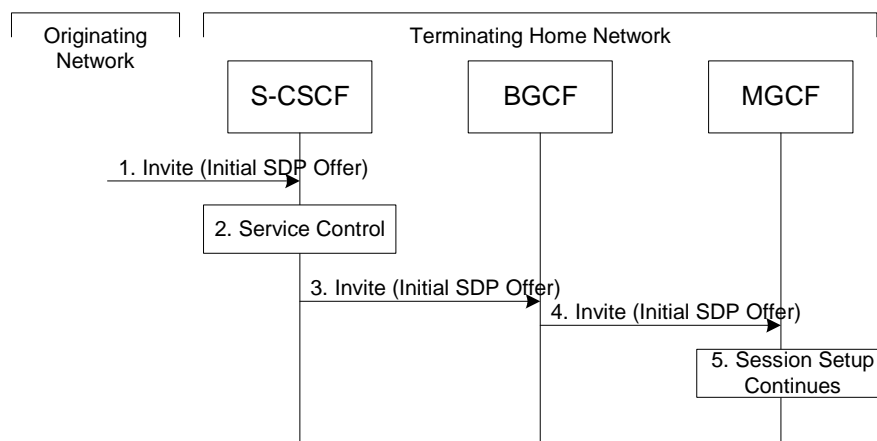 Originating
Network
Terminating Home Network
S-CSCF
BGCF
MGCF
1. Invite (Initial SDP Offer)
2. Service Control
3. Invite (Initial SDP Offer)
4. Invite (Initial SDP Offer)
5. Session Setup
Continues